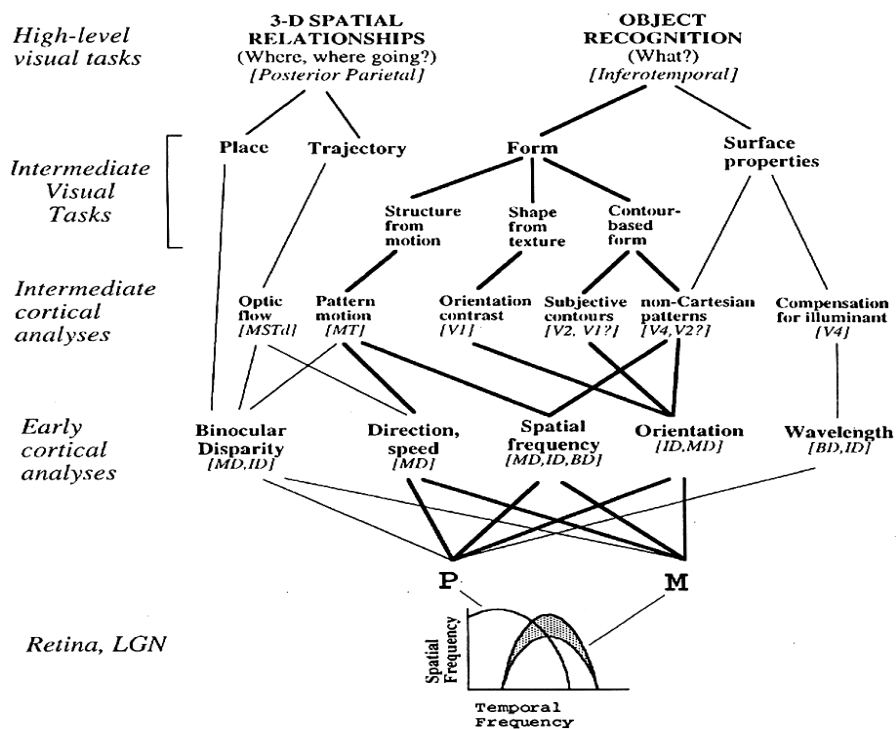 High-level
visual tasks
3-D SPATIAL
RELATIONSHIPS
(Where, where going?)
[Posterior Parietal]
OBJECT
RECOGNITION
(What?)
[Inferotemporal]
Intermediate
Visual
Tasks
Place
Trajectory
Form
Surface
properties
Structure
from
motion
Shape
from
texture
Contour-
based
form
Intermediate
cortical
analyses
Optic
flow
[MSTd]
Pattern
motion
[MT]
Orientation
contrast
[V1]
Subjective
contours
[V2, V1?]
non-Cartesian
patterns
[V4,V2?]
Compensation
for illuminant
[V4]
Early
cortical
analyses
Binocular
Disparity
[MD,ID]
Direction,
speed
[MD]
Spatial
frequency
[MD,ID,BD]
Orientation
[ID,MD]
Wavelength
[BD,ID]
P
M
Retina, LGN
Spatial
Frequency
Temporal
Frequency